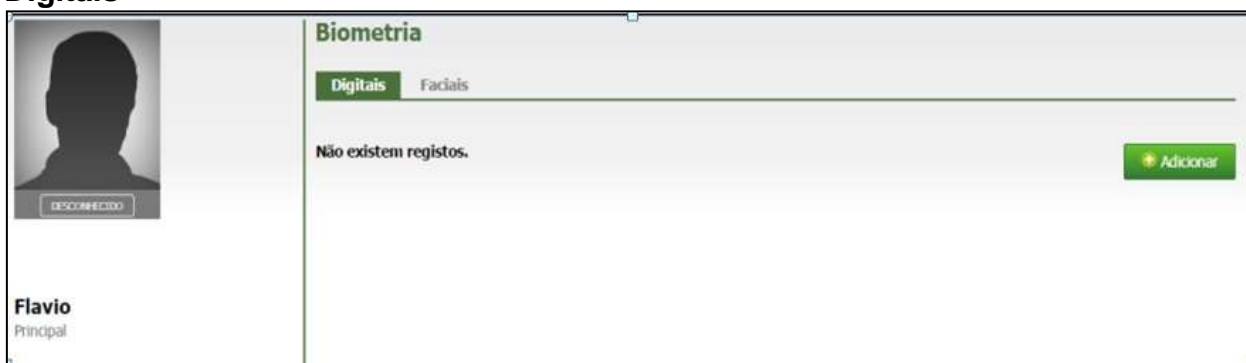 Digitais
Biometria
Digitais Faciais
Não existem registos.
Adicionar
DESCONHECIDO
Flavio
Principal